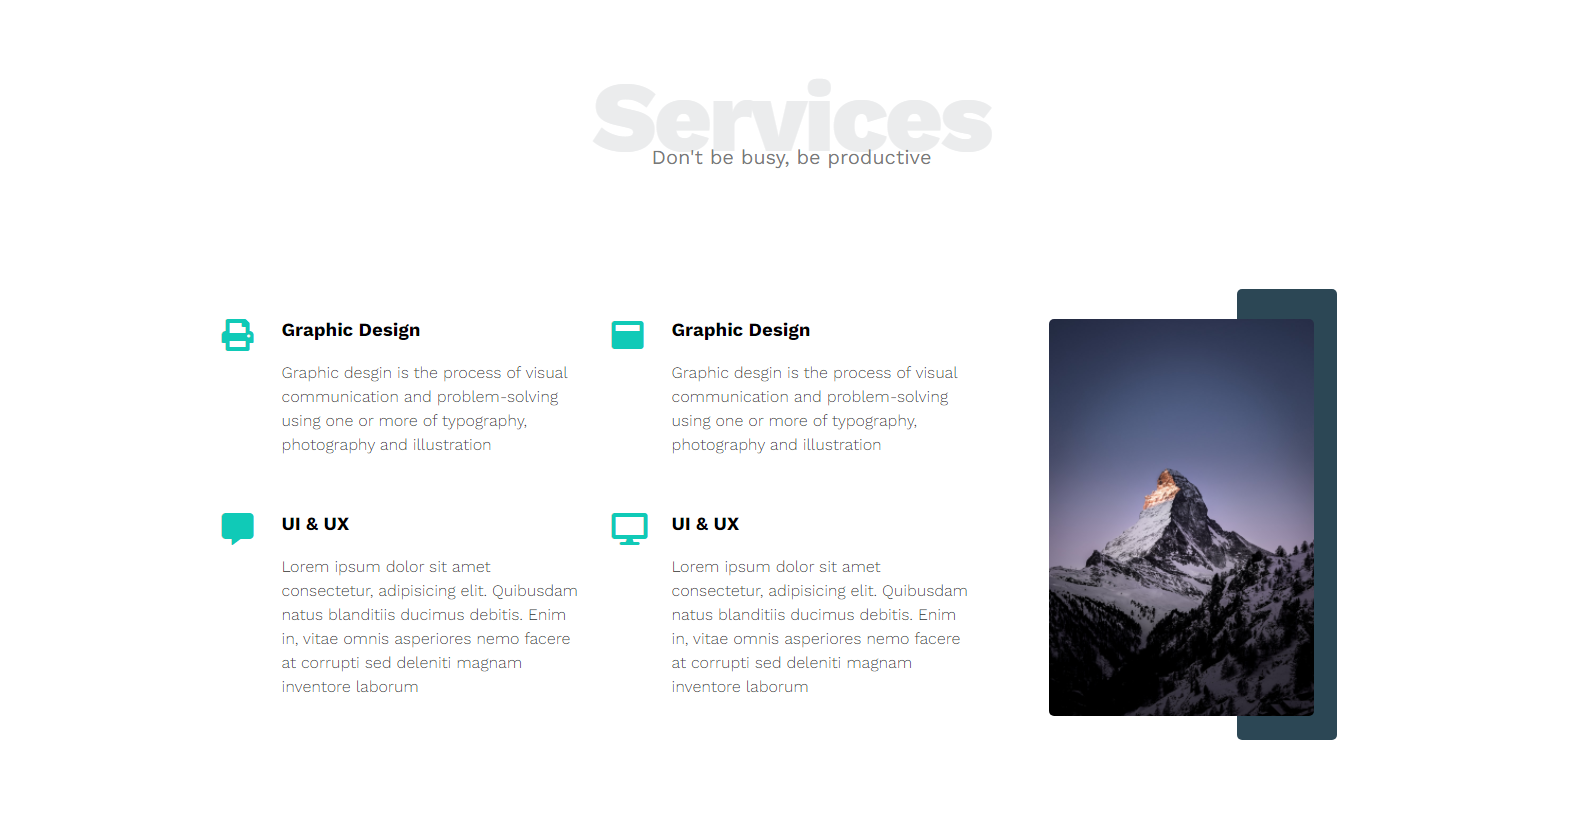 Services
Don't be busy, be productive
Graphic Design
Graphic desgin is the process of visual
communication and problem-solving
using one or more of typography,
photography and illustration
Graphic Design
Graphic desgin is the process of visual
communication and problem-solving
using one or more of typography,
photography and illustration
UI & UX
Lorem ipsum dolor sit amet
consectetur, adipisicing elit. Quibusdam
natus blanditiis ducimus debitis. Enim
in, vitae omnis asperiores nemo facere
at corrupti sed deleniti magnam
inventore laborum
UI & UX
Lorem ipsum dolor sit amet
consectetur, adipisicing elit. Quibusdam
natus blanditiis ducimus debitis. Enim
in, vitae omnis asperiores nemo facere
at corrupti sed deleniti magnam
inventore laborum